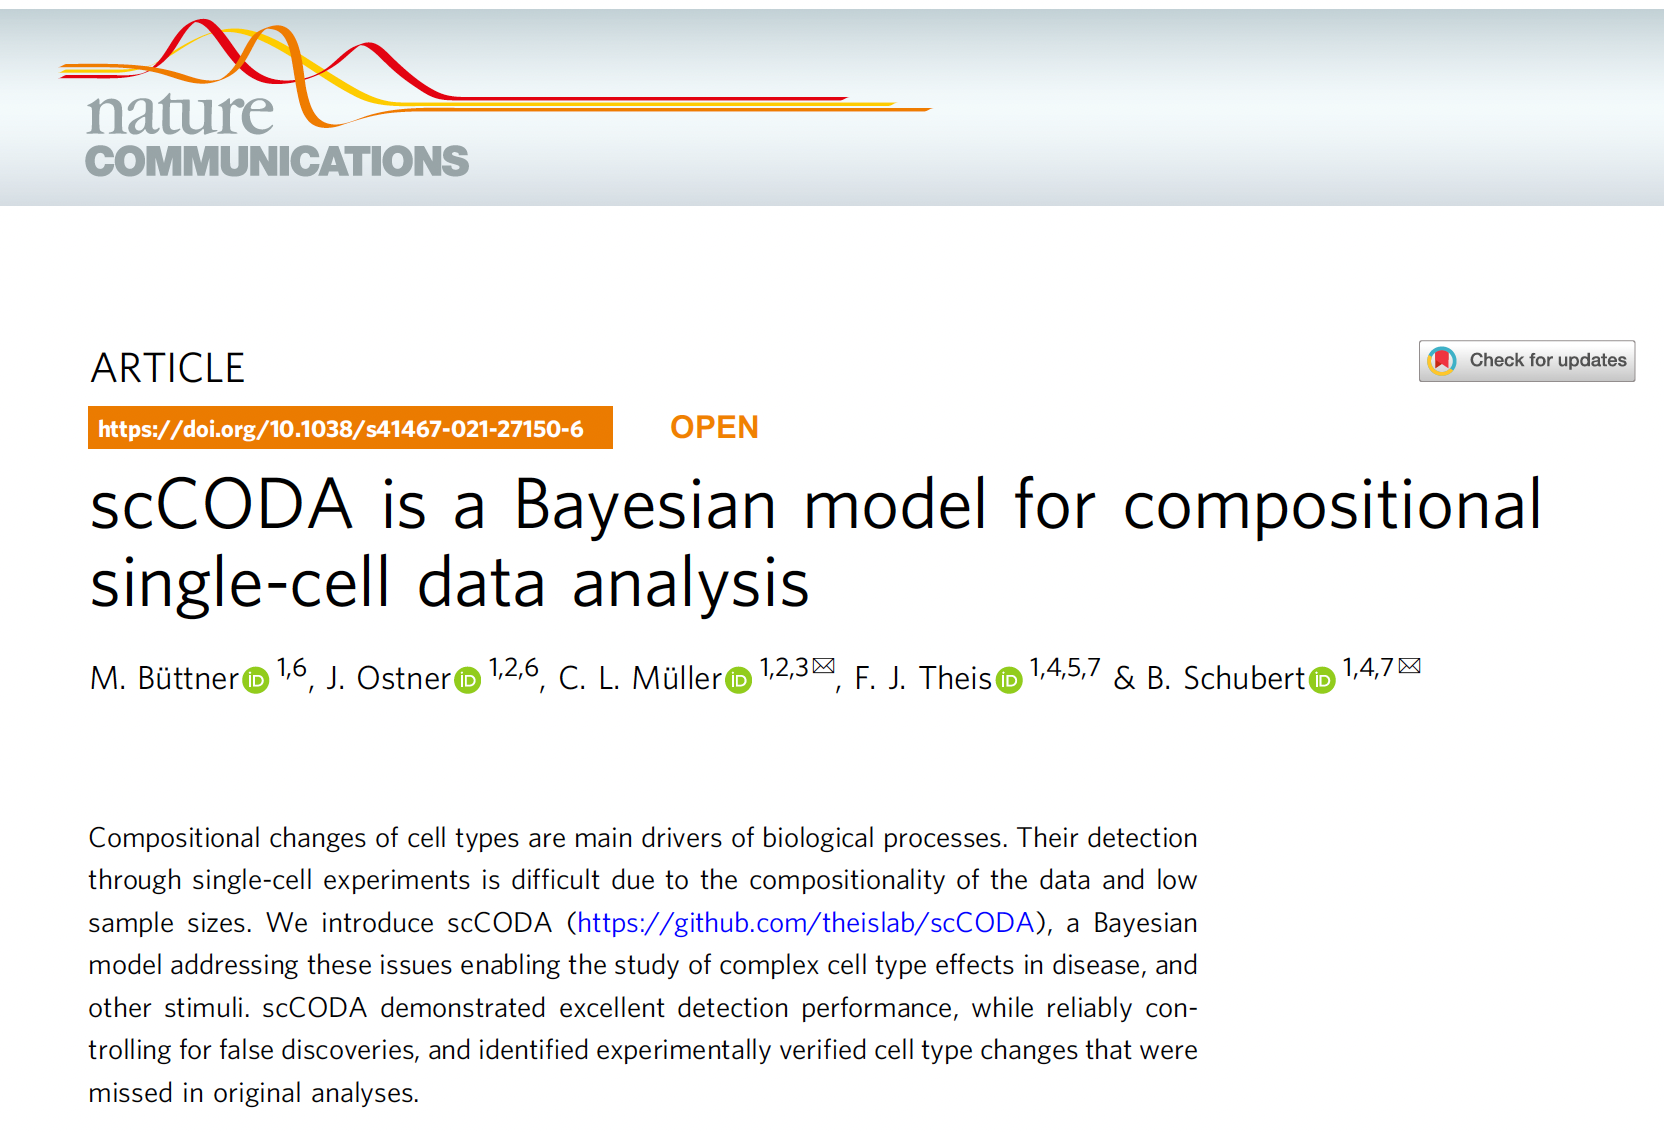 nature
COMMUNICATIONS
ARTICLE
Check for updates
https://doi.org/10.1038/s41467-021-27150-6 OPEN
scCODA is a Bayesian model for compositional
single-cell data analysis
M. Büttner iD 1,6, J. Ostner iD 1,2,6, C. L. Müller iD 1,2,3✉, F. J. Theis iD 1,4,5,7 & B. Schubert iD 1,4,7✉
Compositional changes of cell types are main drivers of biological processes. Their detection
through single-cell experiments is difficult due to the compositionality of the data and low
sample sizes. We introduce scCODA (https://github.com/theislab/scCODA), a Bayesian
model addressing these issues enabling the study of complex cell type effects in disease, and
other stimuli. scCODA demonstrated excellent detection performance, while reliably con-
trolling for false discoveries, and identified experimentally verified cell type changes that were
missed in original analyses.